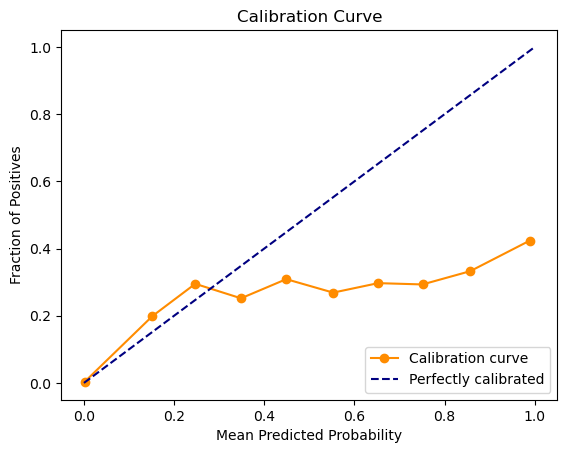 Calibration Curve
1.0
0.8
0.6
0.4
0.2
0.0
Fraction of Positives
Calibration curve
Perfectly calibrated
0.0 0.2 0.4 0.6 0.8 1.0
Mean Predicted Probability